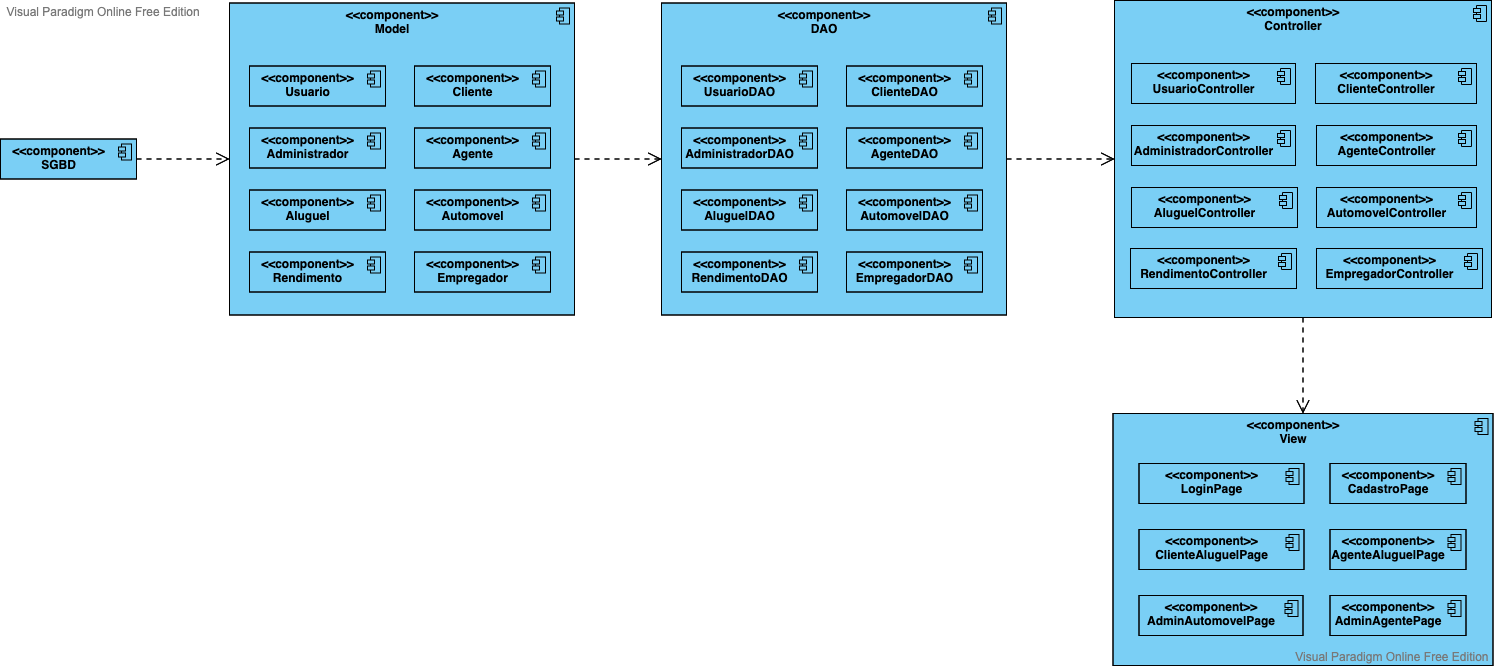 Visual Paradigm Online Free Edition
<<component>>
SGBD
<<component>>
Model
<<component>>
Usuario
<<component>>
Cliente
<<component>>
Administrador
<<component>>
Agente
<<component>>
Aluguel
<<component>>
Automovel
<<component>>
Rendimento
<<component>>
Empregador
<<component>>
DAO
<<component>>
UsuarioDAO
<<component>>
ClienteDAO
<<component>>
AdministradorDAO
<<component>>
AgenteDAO
<<component>>
AluguelDAO
<<component>>
AutomovelDAO
<<component>>
RendimentoDAO
<<component>>
EmpregadorDAO
<<component>>
Controller
<<component>>
UsuarioController
<<component>>
ClienteController
<<component>>
AdministradorController
<<component>>
AgenteController
<<component>>
AluguelController
<<component>>
AutomovelController
<<component>>
RendimentoController
<<component>>
EmpregadorController
<<component>>
View
<<component>>
LoginPage
<<component>>
CadastroPage
<<component>>
ClienteAluguelPage
<<component>>
AgenteAluguelPage
<<component>>
AdminAutomovelPage
<<component>>
AdminAgentePage
Visual Paradigm Online Free Edition